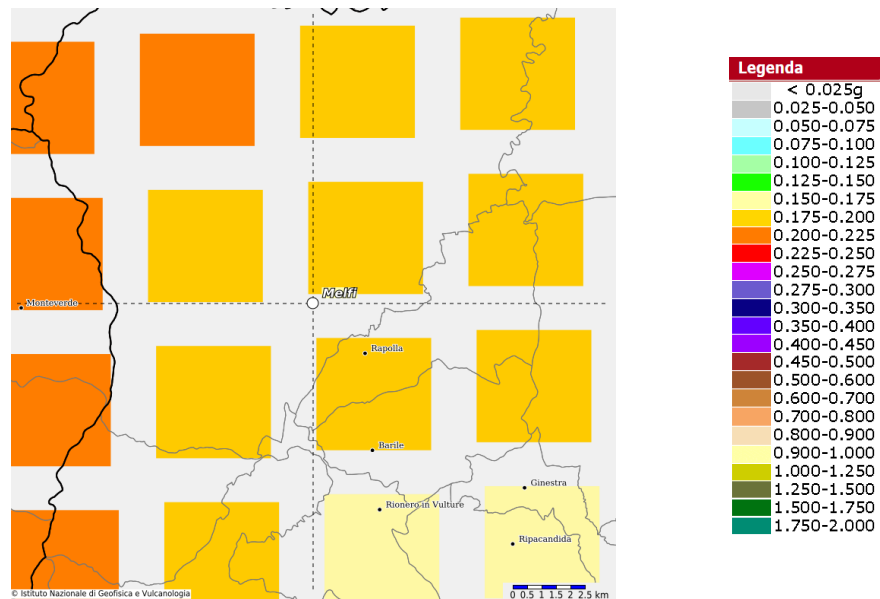 Melfi
Monteverde
Rapolla
Barile
Ginestra
Rionero in Vulture
Ripacandida
© Istituto Nazionale di Geofisica e Vulcanologia
0 0.5 1 1.5 2 2.5 km
Legenda
< 0.025g
0.025-0.050
0.050-0.075
0.075-0.100
0.100-0.125
0.125-0.150
0.150-0.175
0.175-0.200
0.200-0.225
0.225-0.250
0.250-0.275
0.275-0.300
0.300-0.350
0.350-0.400
0.400-0.450
0.450-0.500
0.500-0.600
0.600-0.700
0.700-0.800
0.800-0.900
0.900-1.000
1.000-1.250
1.250-1.500
1.500-1.750
1.750-2.000